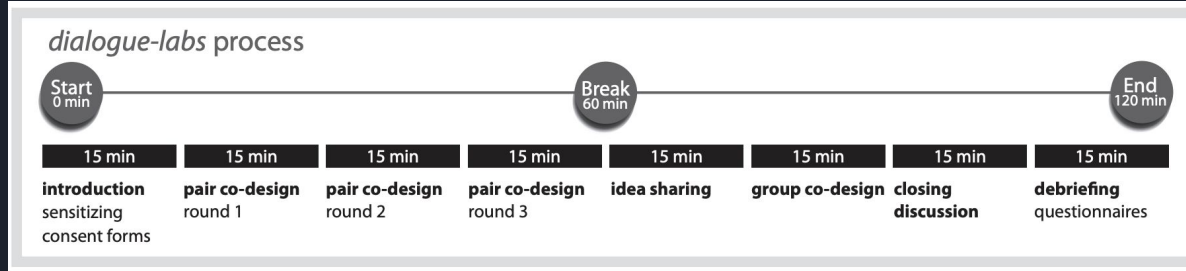 dialogue-labs process
Start
0 min
Break
60 min
End
120 min
15 min
15 min
15 min
15 min
15 min
15 min
15 min
15 min
introduction
sensitizing
consent forms
pair co-design
round 1
pair co-design
round 2
pair co-design
round 3
idea sharing
group co-design
closing
discussion
debriefing
questionnaires